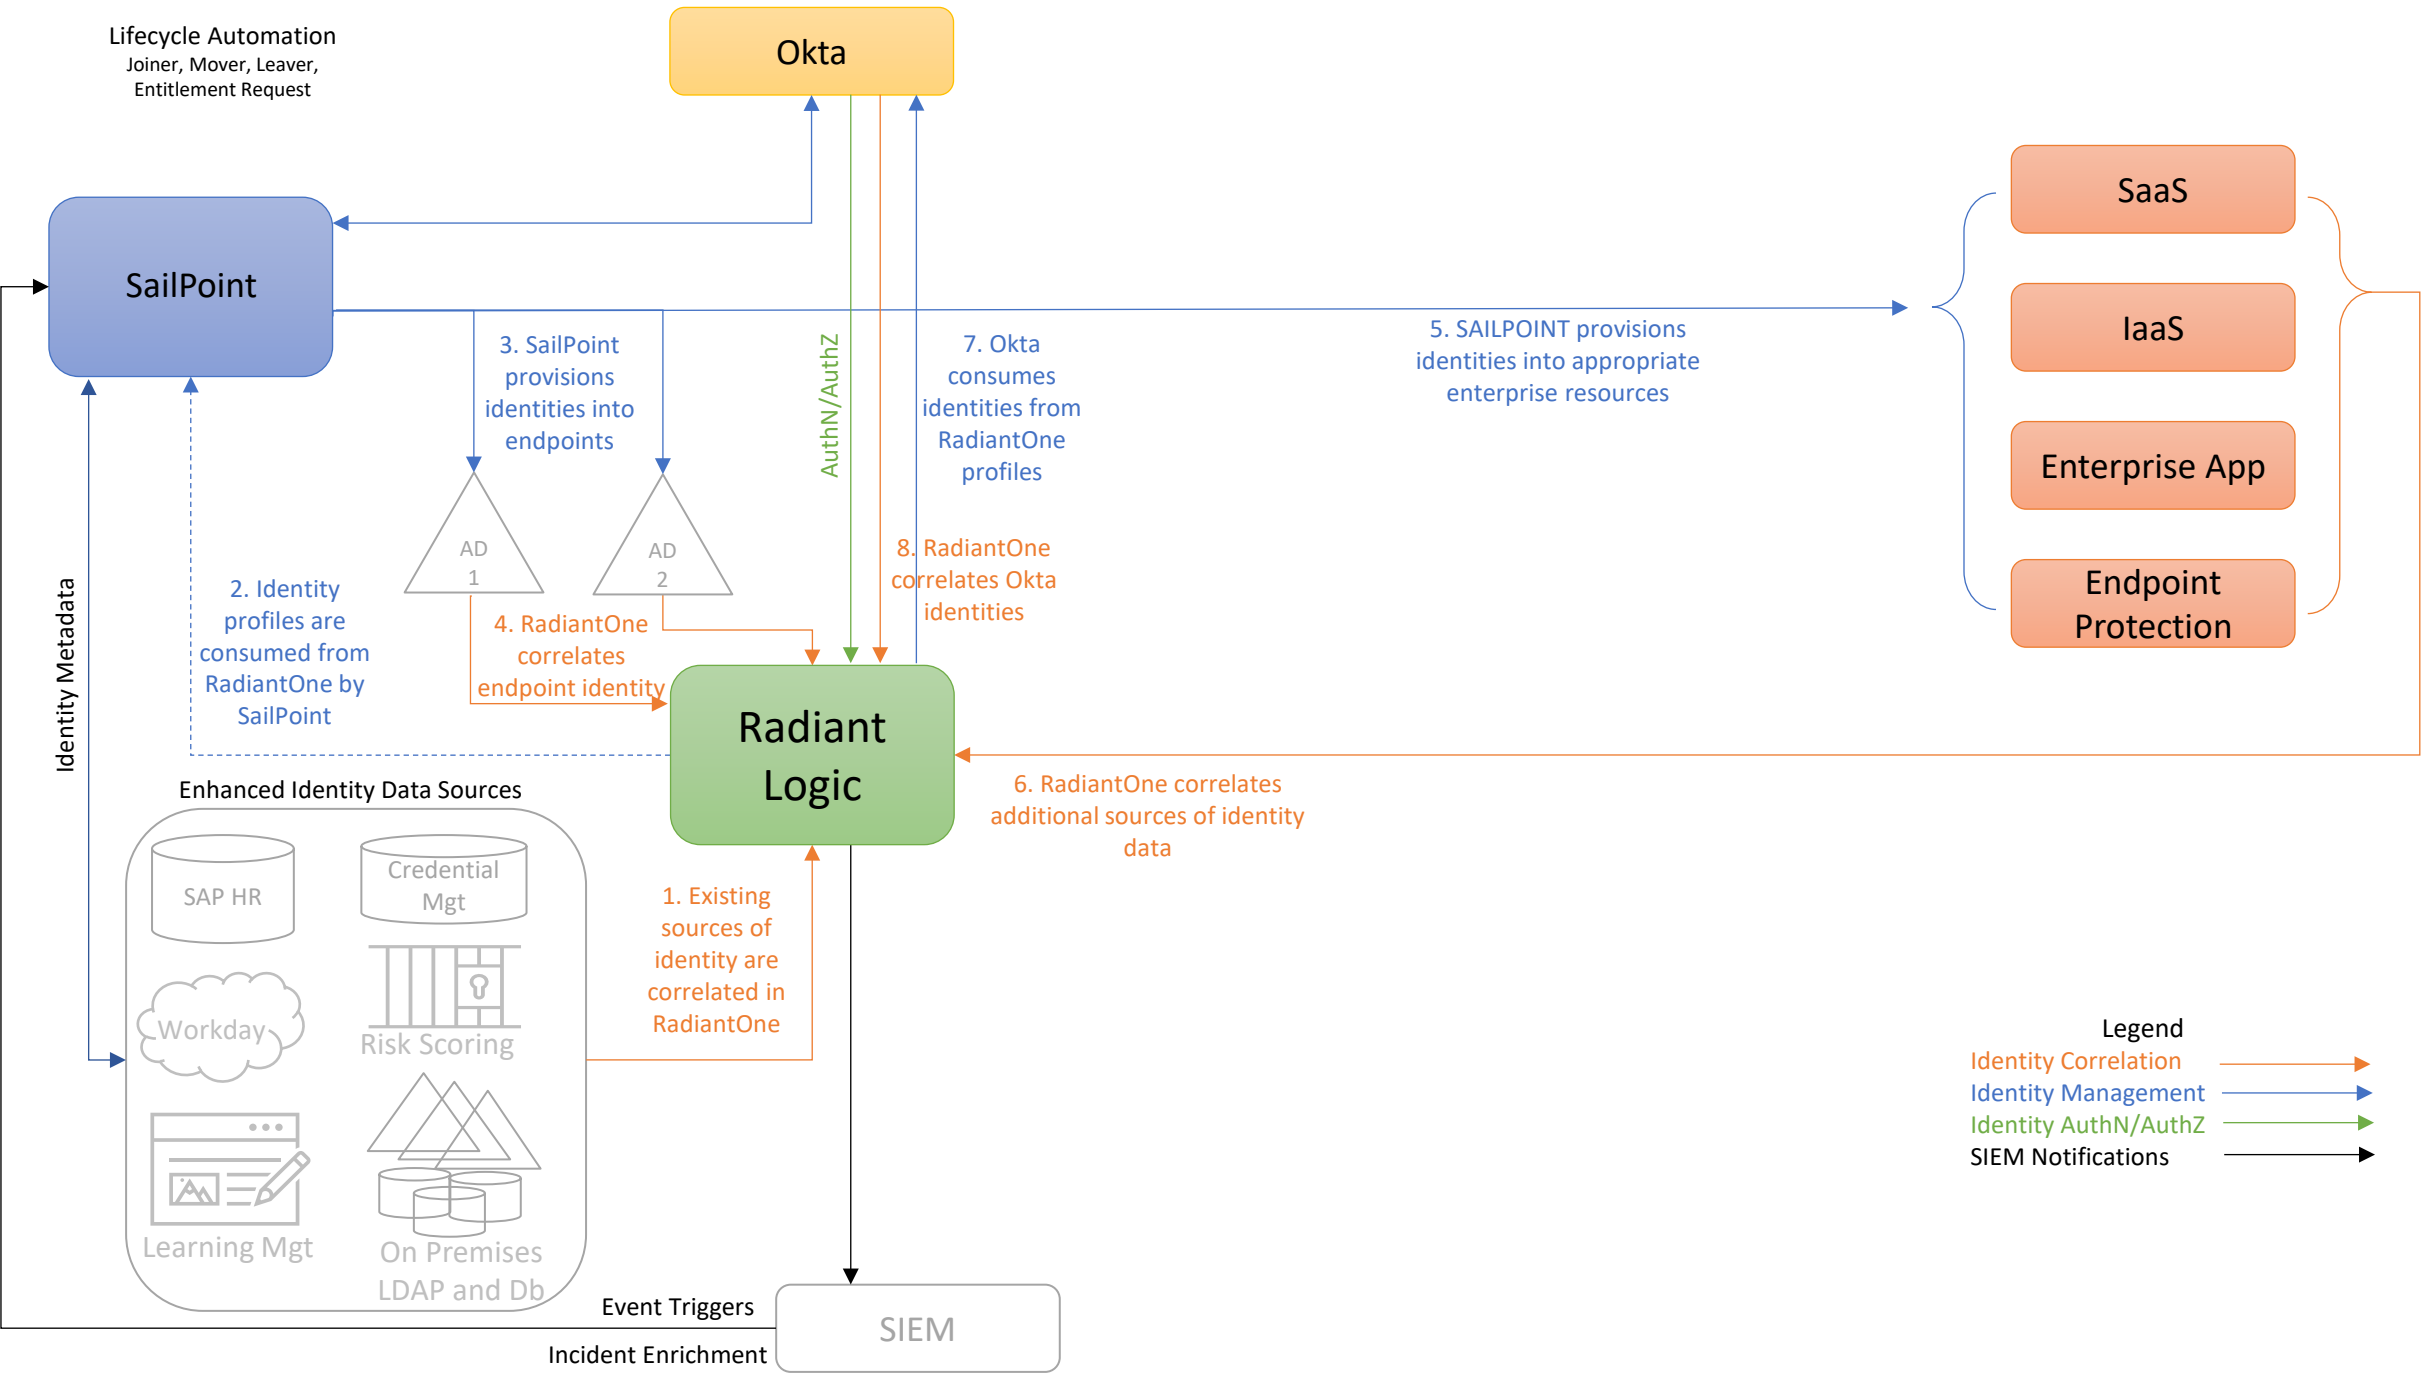 Lifecycle Automation
Joiner, Mover, Leaver,
Entitlement Request
Okta
SailPoint
SaaS
IaaS
Enterprise App
Endpoint
Protection
3. SailPoint
provisions
identities into
endpoints
AuthN/AuthZ
7. Okta
consumes
identities from
RadiantOne
profiles
5. SAILPOINT provisions
identities into appropriate
enterprise resources
AD
1
AD
2
8. RadiantOne
correlates Okta
identities
Identity Metadata
2. Identity
profiles are
consumed from
RadiantOne by
SailPoint
4. RadiantOne
correlates
endpoint identity
Radiant
Logic
6. RadiantOne correlates
additional sources of identity
data
Enhanced Identity Data Sources
SAP HR
Credential
Mgt
Workday
Risk Scoring
Learning Mgt
On Premises
LDAP and Db
1. Existing
sources of
identity are
correlated in
RadiantOne
Event Triggers
Incident Enrichment
SIEM
Legend
Identity Correlation
Identity Management
Identity AuthN/AuthZ
SIEM Notifications